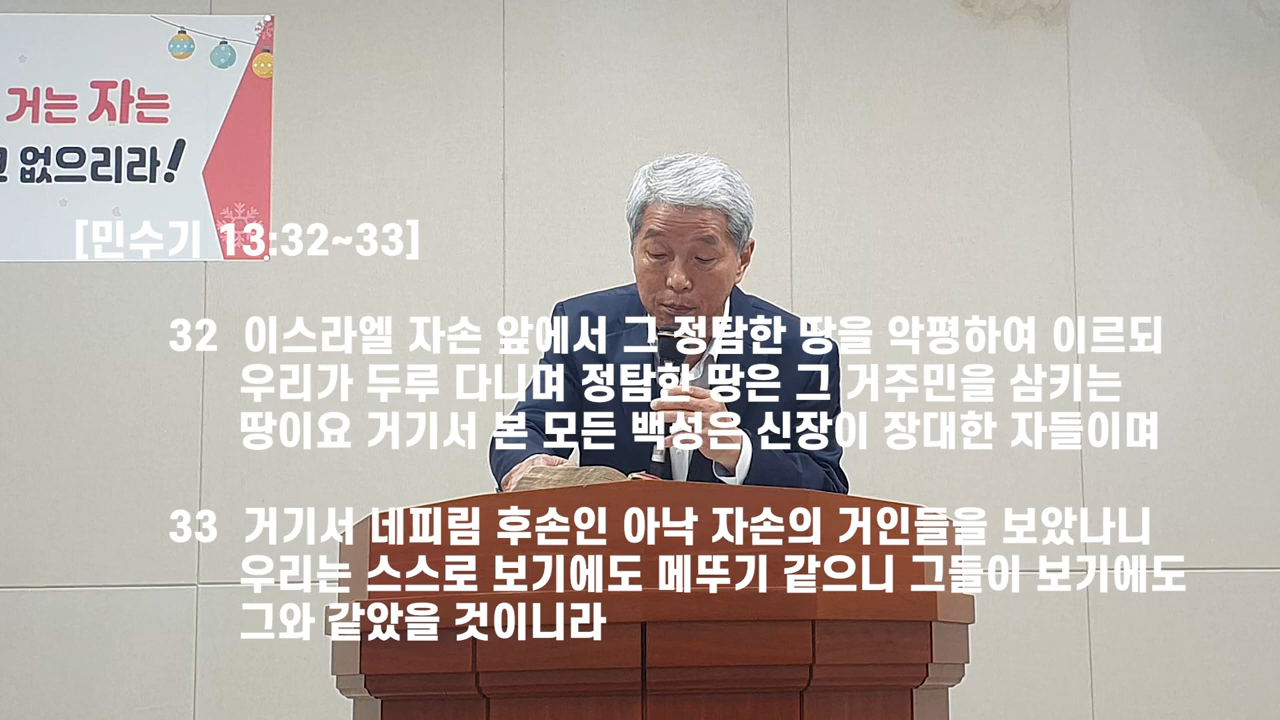 거는 자는
없으리라!
[민수기 13:32~33]
32 이스라엘 자손 앞에서 그 정탐한 땅을 악평하여 이르되
우리가 두루 다니며 정탐한 땅은 그 거주민을 삼키는
땅이요 거기서 본 모든 백성은 신장이 장대한 자들이며
33 거기서 네피림 후손인 아낙 자손의 거인들을 보았나니
우리는 스스로 보기에도 메뚜기 같으니 그들이 보기에도
그와 같았을 것이니라